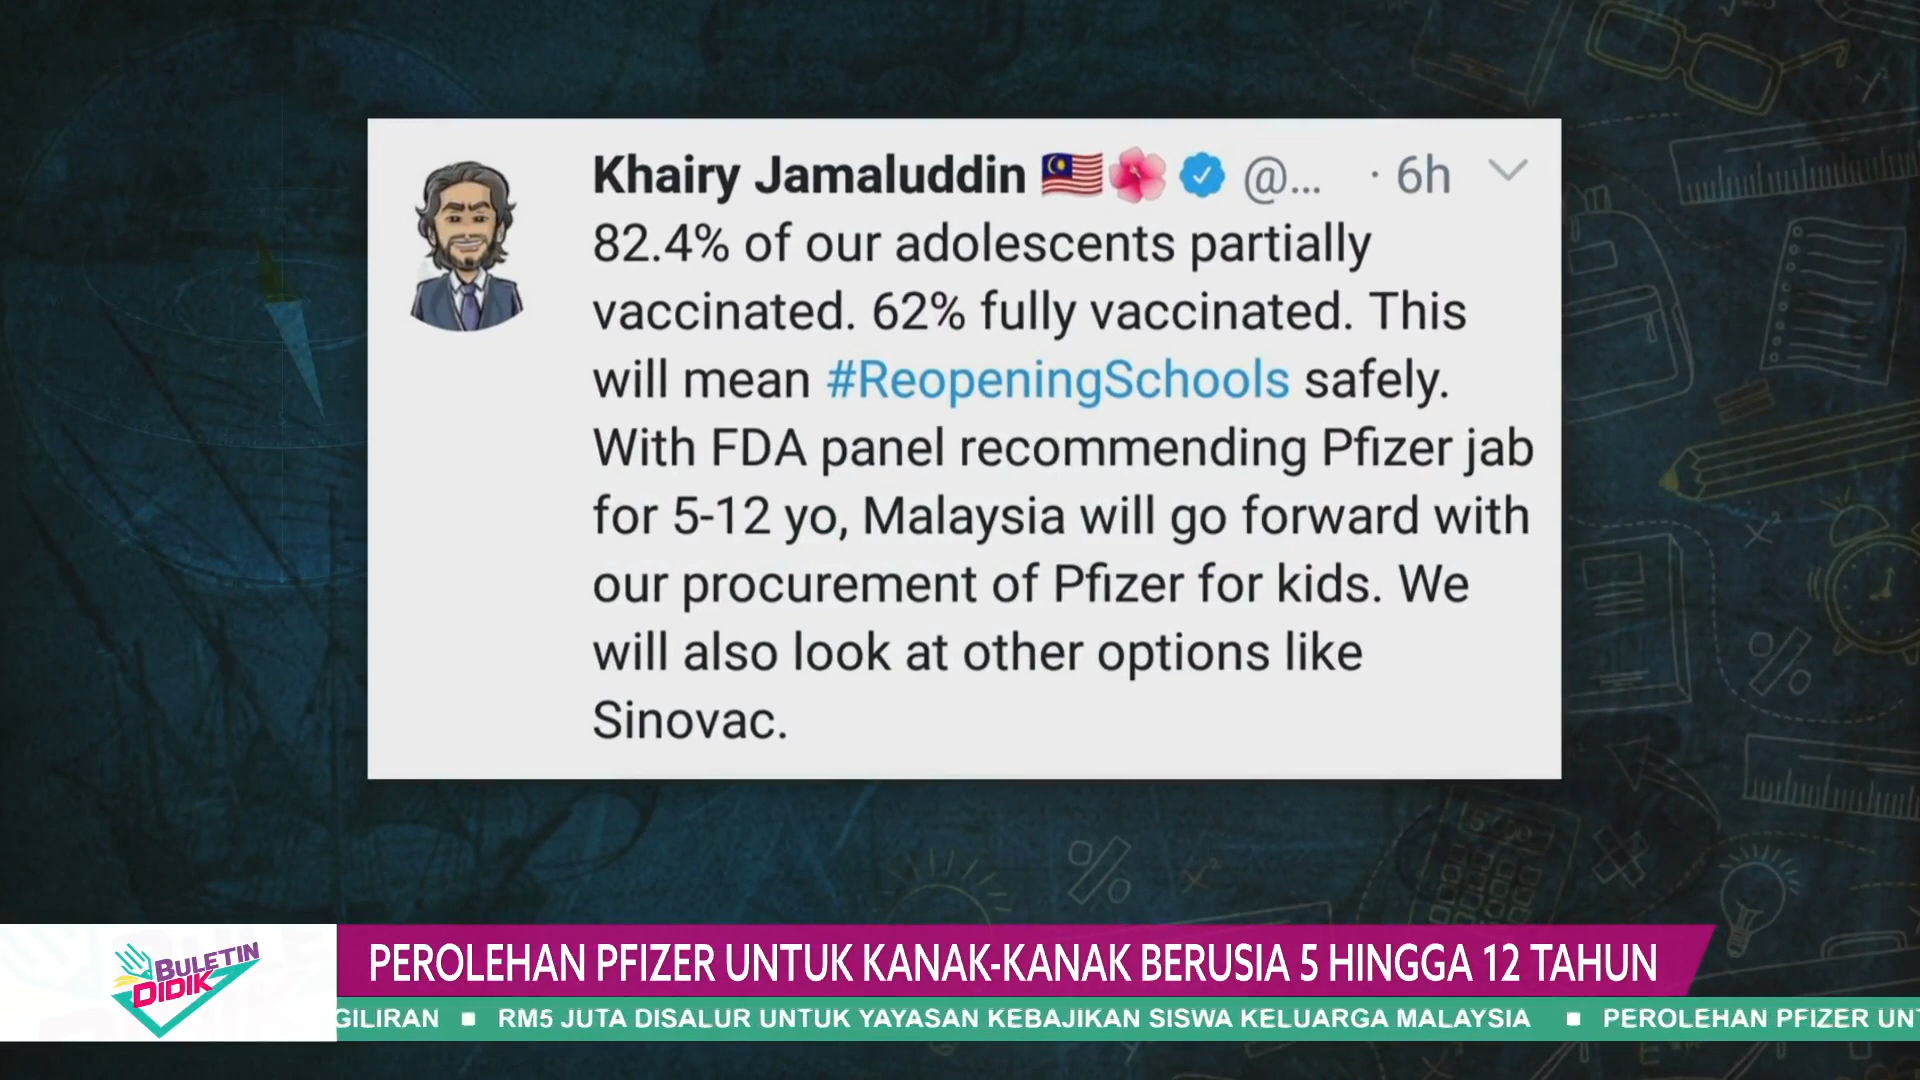 Khairy Jamaluddin 🇲🇾🌺 @... · 6h
82.4% of our adolescents partially
vaccinated. 62% fully vaccinated. This
will mean #ReopeningSchools safely.
With FDA panel recommending Pfizer jab
for 5-12 yo, Malaysia will go forward with
our procurement of Pfizer for kids. We
will also look at other options like
Sinovac.
BULETIN
DIDIK
PEROLEHAN PFIZER UNTUK KANAK-KANAK BERUSIA 5 HINGGA 12 TAHUN
GILIRAN ▪ RM5 JUTA DISALUR UNTUK YAYASAN KEBAJIKAN SISWA KELUARGA MALAYSIA ▪ PEROLEHAN PFIZER UN